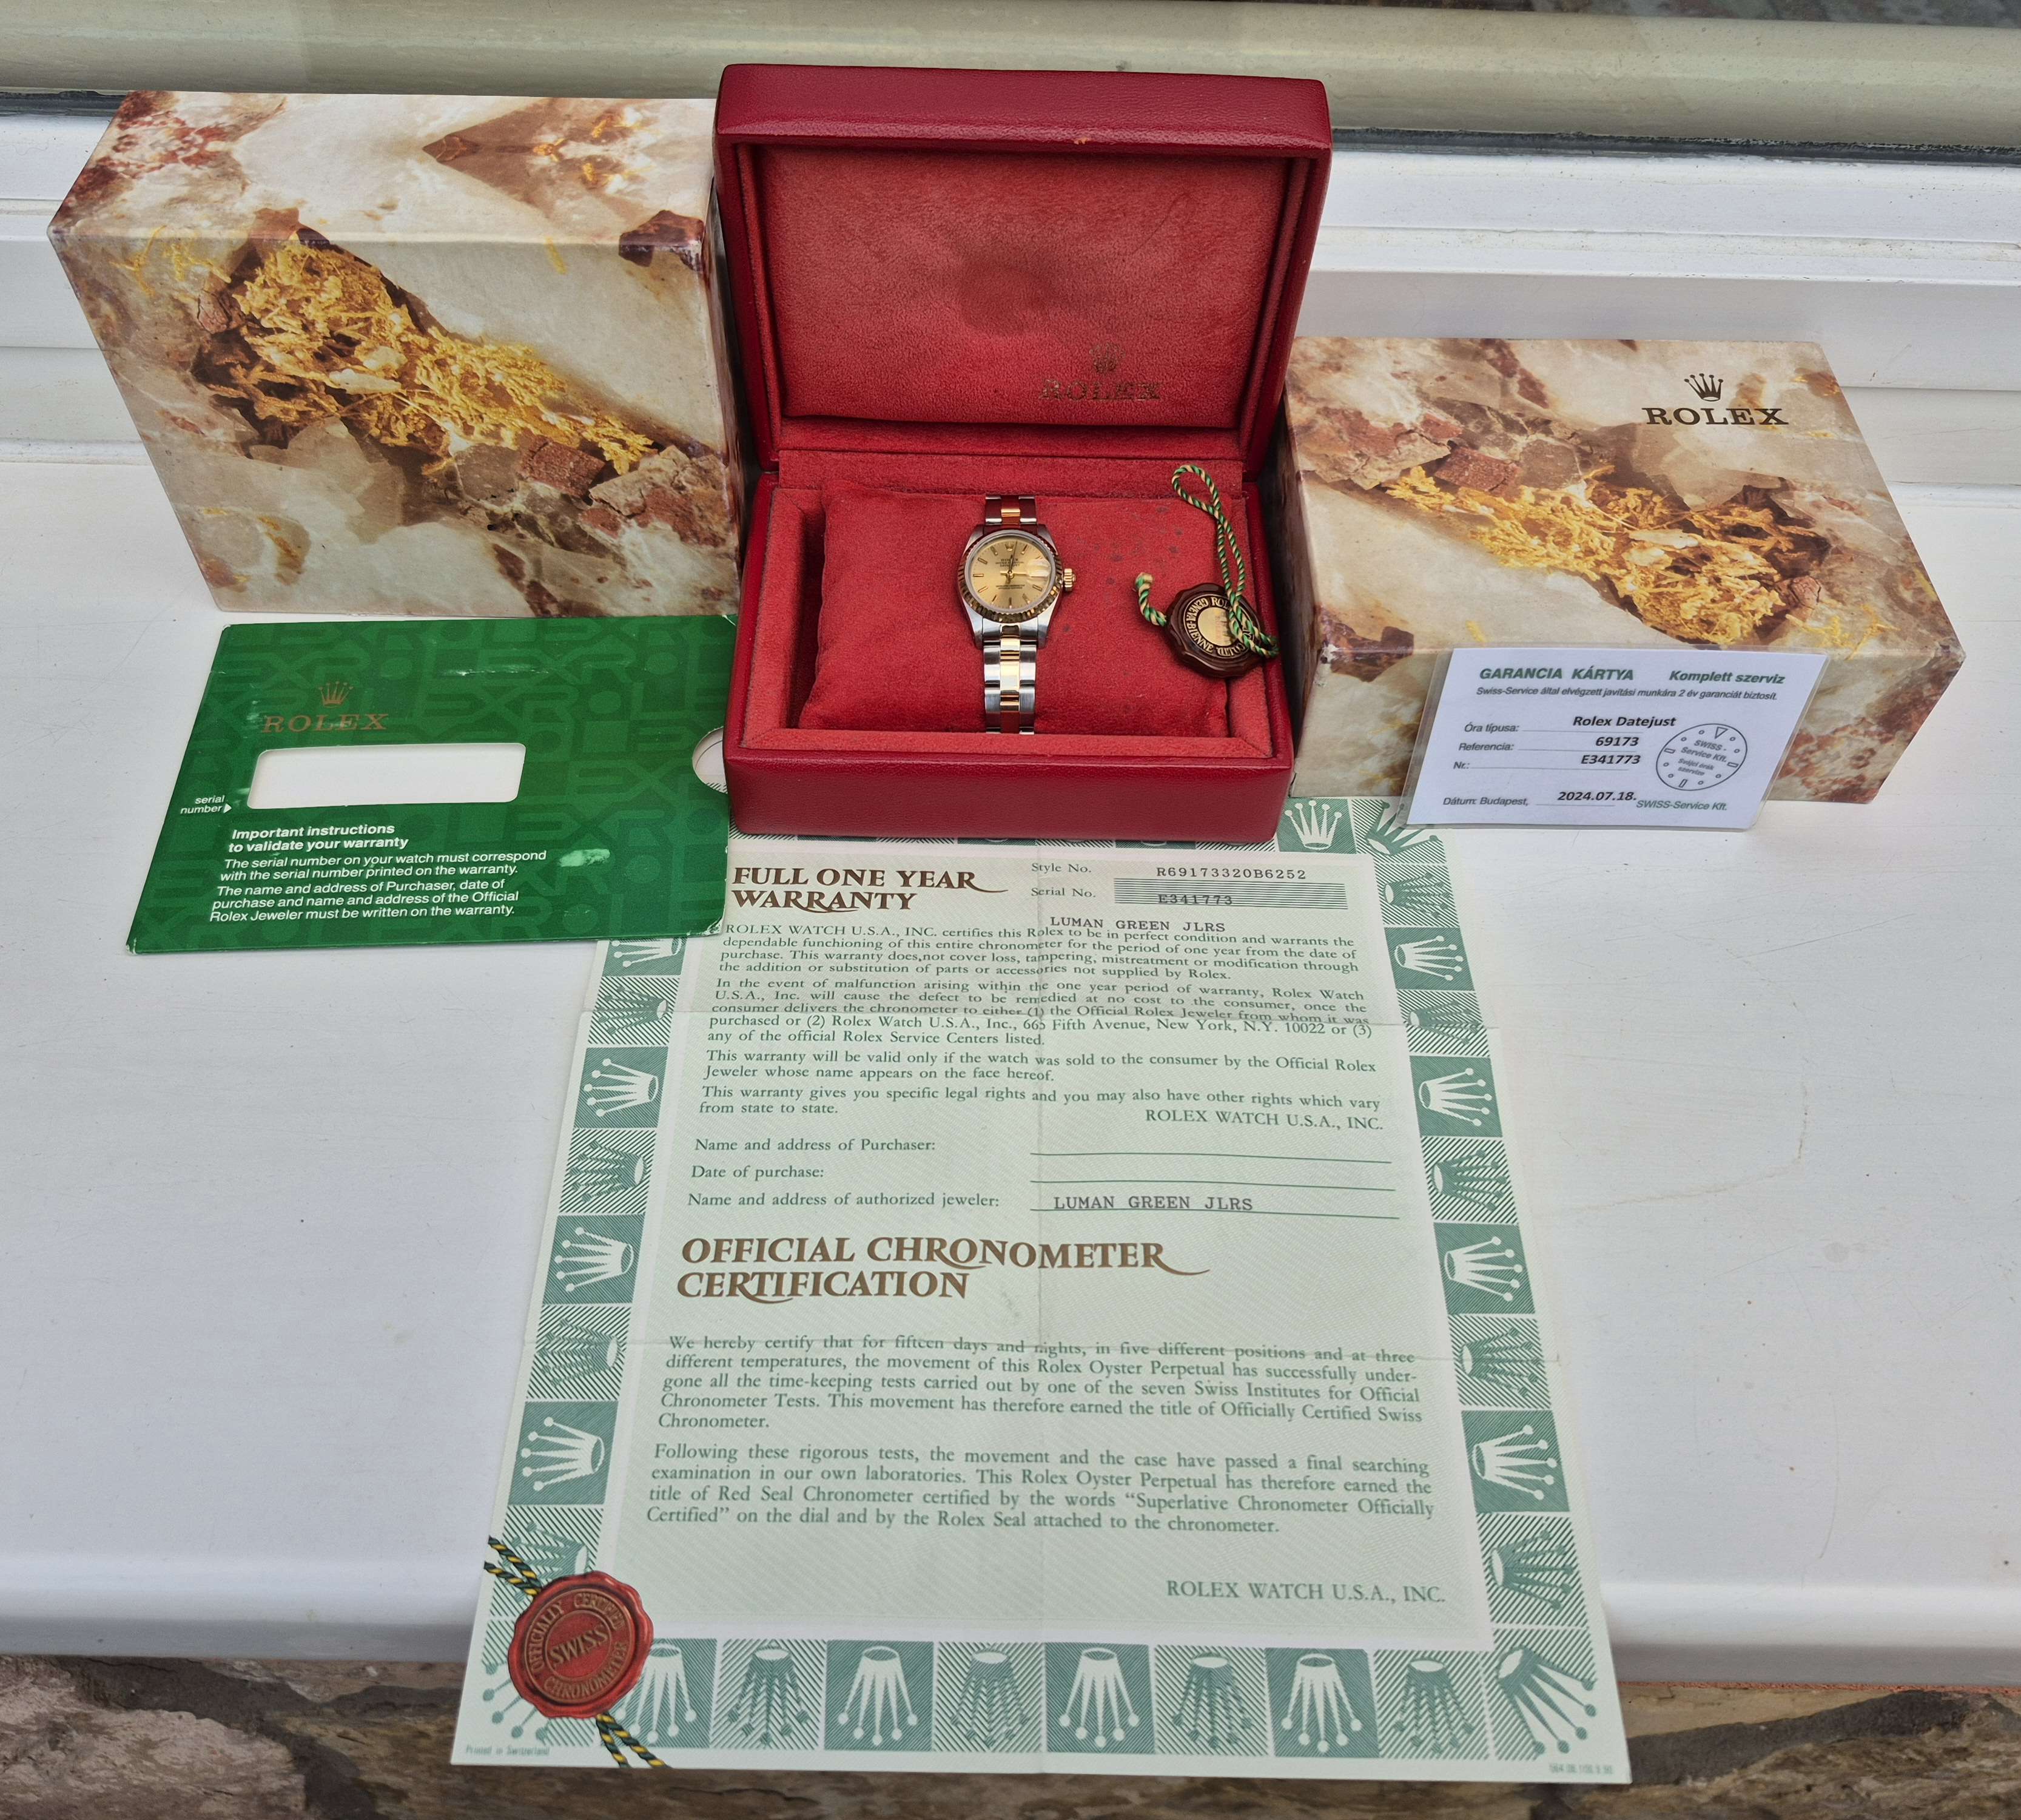 ROLEX
ROLEX
ROLEX
serial
number
Important instructions
to validate your warranty
The serial number on your watch must correspond
with the serial number printed on the warranty.
The name and address of Purchaser, date of
purchase and name and address of the Official
Rolex Jeweler must be written on the warranty.
GARANCIA KÁRTYA Komplett szerviz
Swiss-Service által elvégzett javítási munkára 2 év garanciát biztosít.
Óra típusa: Rolex Datejust
Referencia: 69173
Nr.: E341773
SWISS-
Service Kft.
Svájci órák
szervize
Dátum: Budapest, 2024.07.18. SWISS-Service Kft.
FULL ONE YEAR
WARRANTY
Style No. R69173320B6252
Serial No. E341773
LUMAN GREEN JLRS
ROLEX WATCH U.S.A., INC. certifies this Rolex to be in perfect condition and warrants the
dependable functioning of this entire chronometer for the period of one year from the date of
purchase. This warranty does not cover loss, tampering, mistreatment or modification through
the addition or substitution of parts or accessories not supplied by Rolex.
In the event of malfunction arising within the one year period of warranty, Rolex Watch
U.S.A., Inc. will cause the defect to be remedied at no cost to the consumer, once the
consumer delivers the chronometer to either (1) the Official Rolex Jeweler from whom it was
purchased or (2) Rolex Watch U.S.A., Inc., 665 Fifth Avenue, New York, N.Y. 10022 or (3)
any of the official Rolex Service Centers listed.
This warranty will be valid only if the watch was sold to the consumer by the Official Rolex
Jeweler whose name appears on the face hereof.
This warranty gives you specific legal rights and you may also have other rights which vary
from state to state.
ROLEX WATCH U.S.A., INC.
Name and address of Purchaser:
Date of purchase:
Name and address of authorized jeweler: LUMAN GREEN JLRS
OFFICIAL CHRONOMETER
CERTIFICATION
We hereby certify that for fifteen days and nights, in five different positions and at three
different temperatures, the movement of this Rolex Oyster Perpetual has successfully under-
gone all the time-keeping tests carried out by one of the seven Swiss Institutes for Official
Chronometer Tests. This movement has therefore earned the title of Officially Certified Swiss
Chronometer.
Following these rigorous tests, the movement and the case have passed a final searching
examination in our own laboratories. This Rolex Oyster Perpetual has therefore earned the
title of Red Seal Chronometer certified by the words “Superlative Chronometer Officially
Certified” on the dial and by the Rolex Seal attached to the chronometer.
ROLEX WATCH U.S.A., INC.
OFFICIALLY CERTIFIED
SWISS
CHRONOMETER
Printed in Switzerland